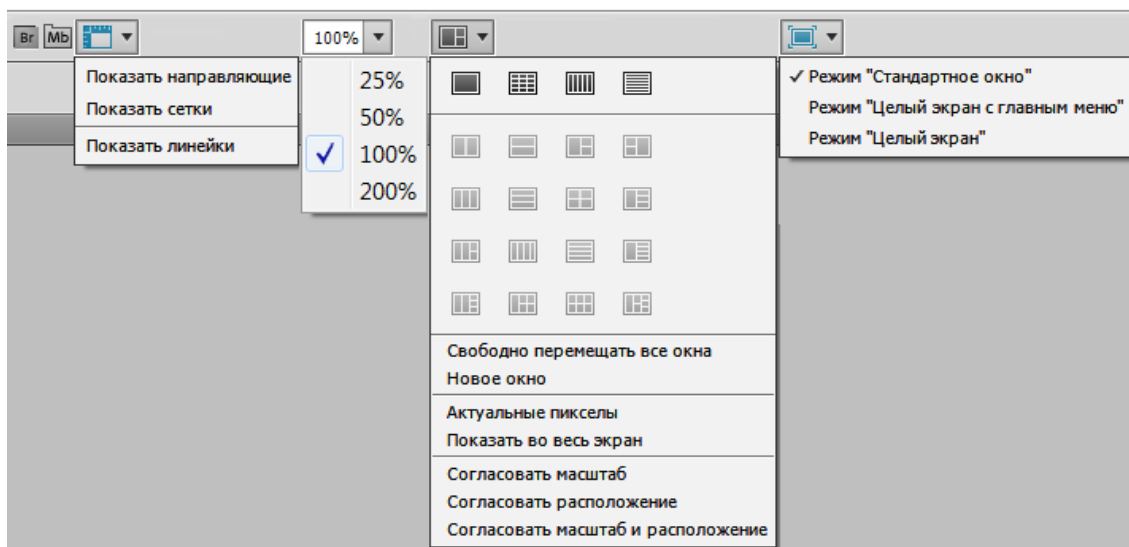 Br Mb
100%
Показать направляющие
Показать сетки
Показать линейки
25%
50%
100%
200%
Свободно перемещать все окна
Новое окно
Актуальные пикселы
Показать во весь экран
Согласовать масштаб
Согласовать расположение
Согласовать масштаб и расположение
Режим "Стандартное окно"
Режим "Целый экран с главным меню"
Режим "Целый экран"